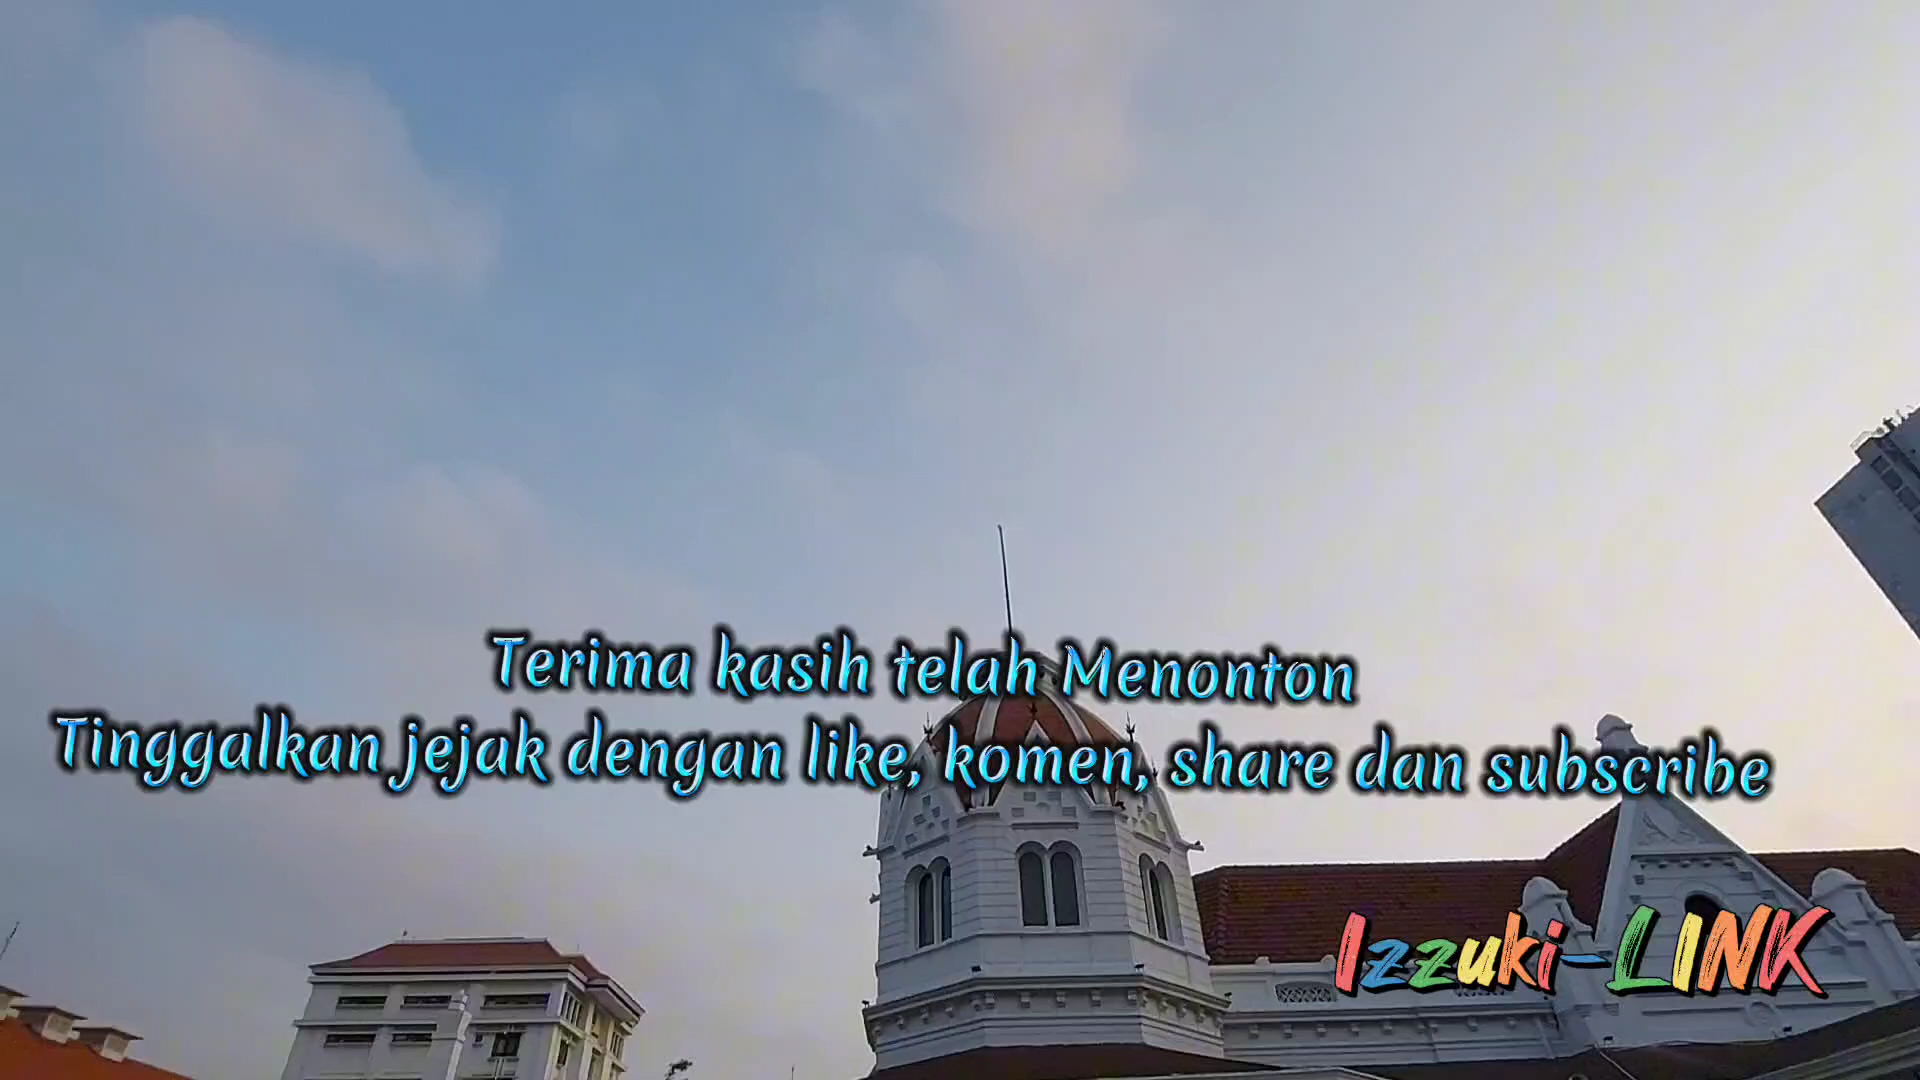 Terima kasih telah Menonton
Tinggalkan jejak dengan like, komen, share dan subscribe
Izzuki-LINK